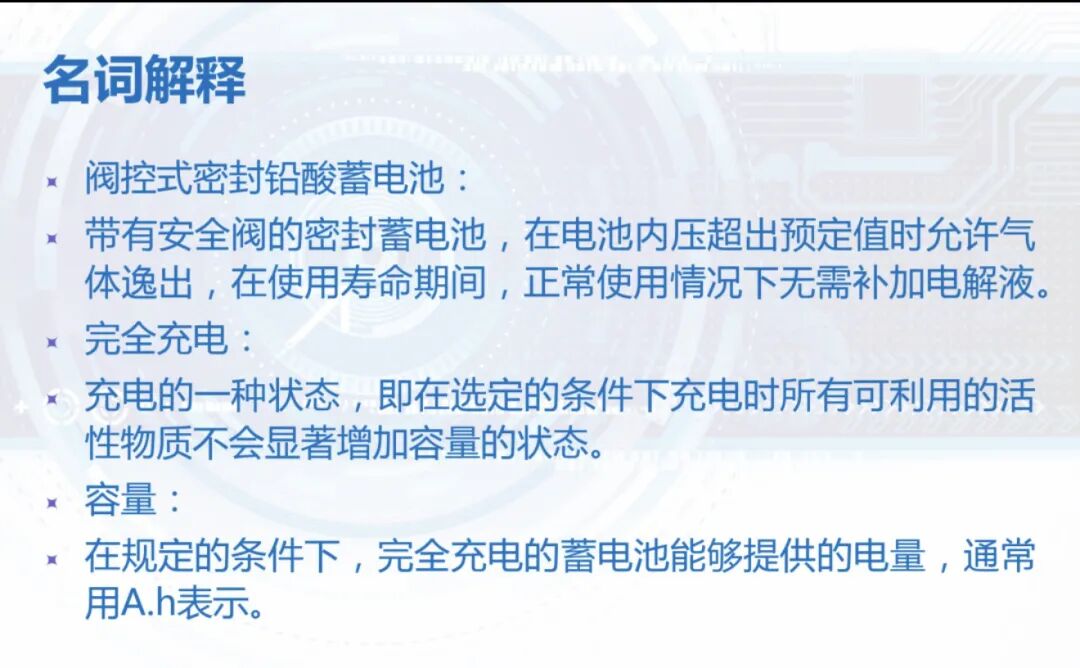 名词解释
阀控式密封铅酸蓄电池：
带有安全阀的密封蓄电池，在电池内压超出预定值时允许气
体逸出，在使用寿命期间，正常使用情况下无需补加电解液。
完全充电：
充电的一种状态，即在选定的条件下充电时所有可利用的活
性物质不会显著增加容量的状态。
容量：
在规定的条件下，完全充电的蓄电池能够提供的电量，通常
用A.h表示。